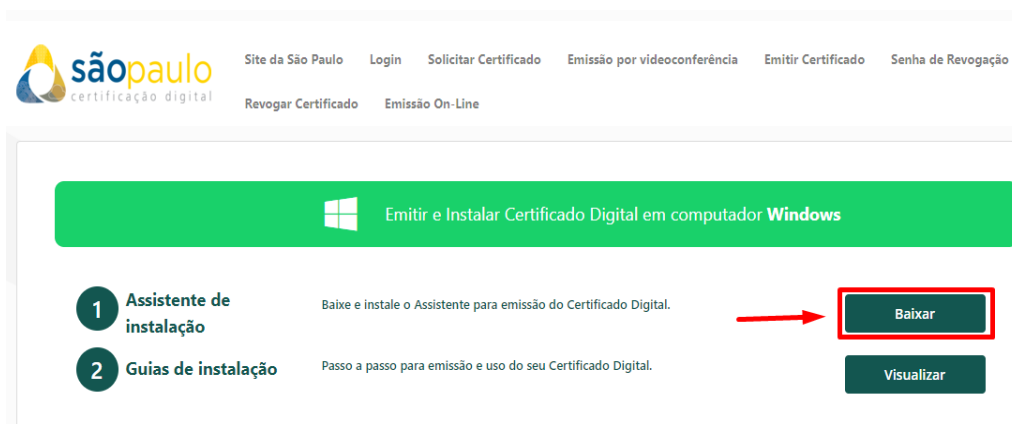 sãopaulo
certificação digital
Site da São Paulo Login Solicitar Certificado Emissão por videoconferência Emitir Certificado Senha de Revogação
Revogar Certificado Emissão On-Line
Emitir e Instalar Certificado Digital em computador Windows
1 Assistente de instalação
Baixe e instale o Assistente para emissão do Certificado Digital.
Baixar
2 Guias de instalação
Passo a passo para emissão e uso do seu Certificado Digital.
Visualizar